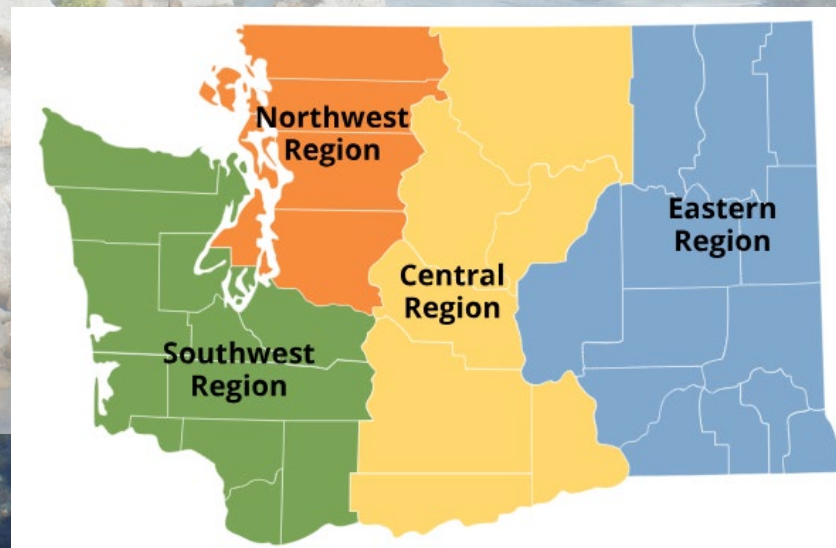 Northwest
Region
Eastern
Region
Central
Region
Southwest
Region